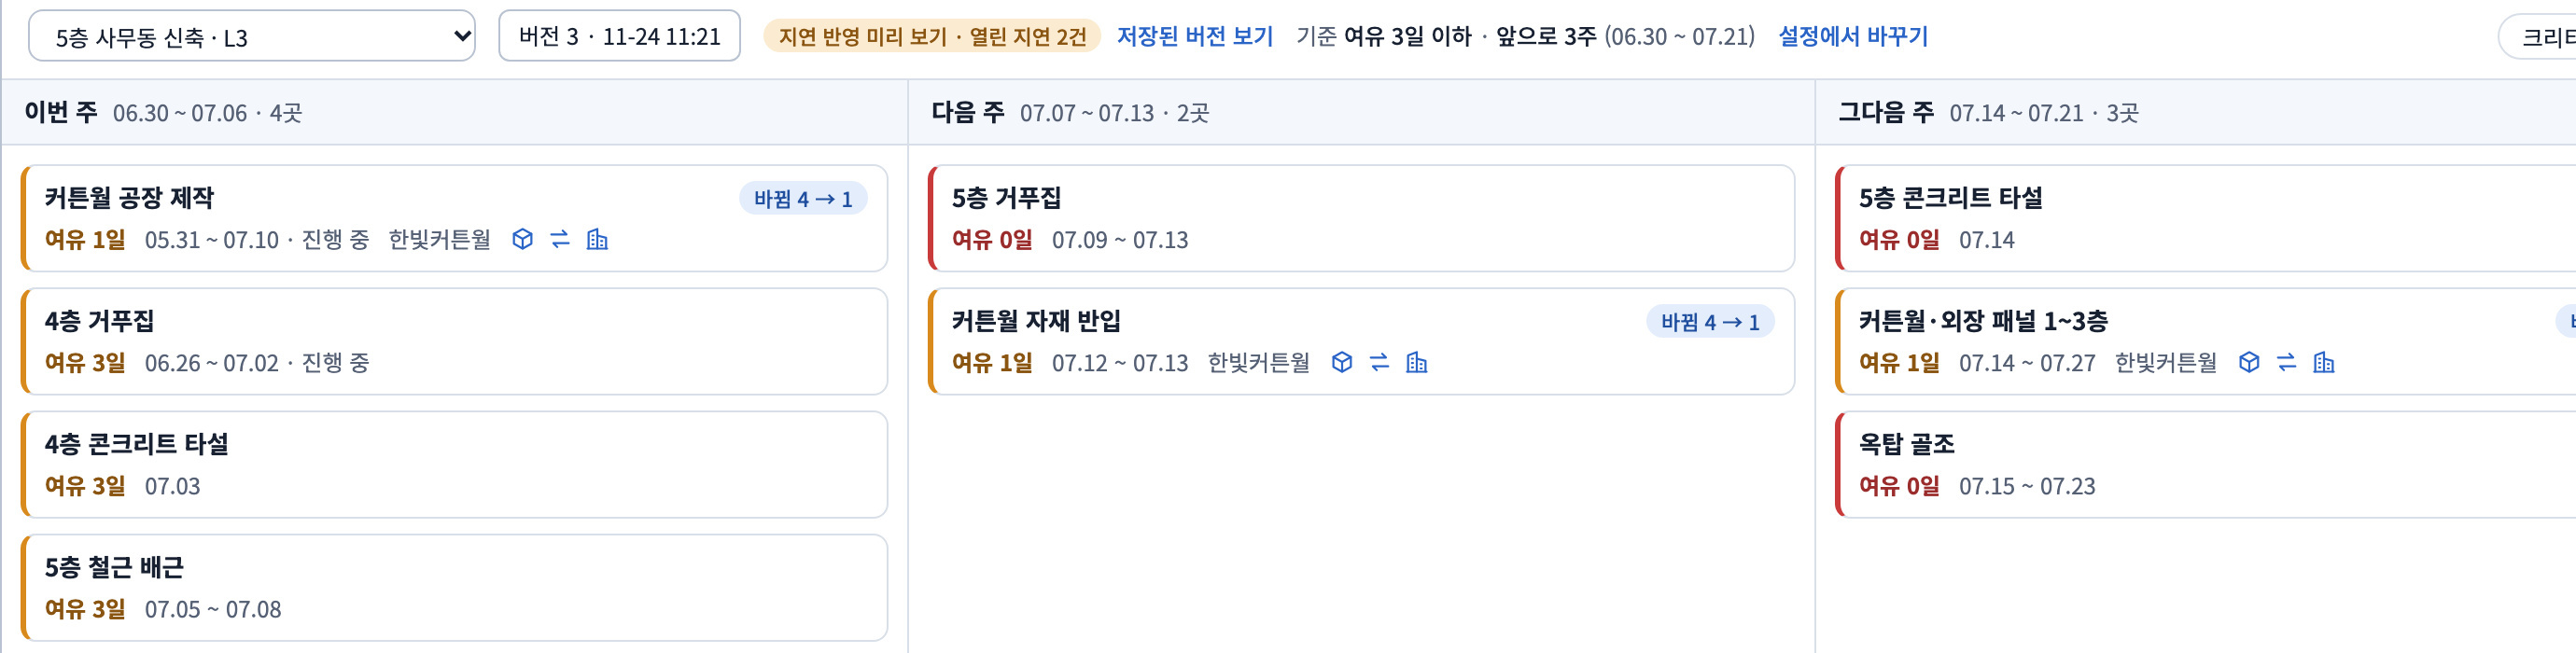 5층 사무동 신축 · L3
버전 3 · 11-24 11:21
지연 반영 미리 보기 · 열린 지연 2건
저장된 버전 보기
기준 여유 3일 이하 · 앞으로 3주 (06.30 ~ 07.21)
설정에서 바꾸기
이번 주 06.30 ~ 07.06 · 4곳
커튼월 공장 제작
바뀜 4 → 1
여유 1일 05.31 ~ 07.10 · 진행 중 한빛커튼월
4층 거푸집
여유 3일 06.26 ~ 07.02 · 진행 중
4층 콘크리트 타설
여유 3일 07.03
5층 철근 배근
여유 3일 07.05 ~ 07.08
다음 주 07.07 ~ 07.13 · 2곳
5층 거푸집
여유 0일 07.09 ~ 07.13
커튼월 자재 반입
바뀜 4 → 1
여유 1일 07.12 ~ 07.13 한빛커튼월
그다음 주 07.14 ~ 07.21 · 3곳
5층 콘크리트 타설
여유 0일 07.14
커튼월·외장 패널 1~3층
여유 1일 07.14 ~ 07.27 한빛커튼월
옥탑 골조
여유 0일 07.15 ~ 07.23